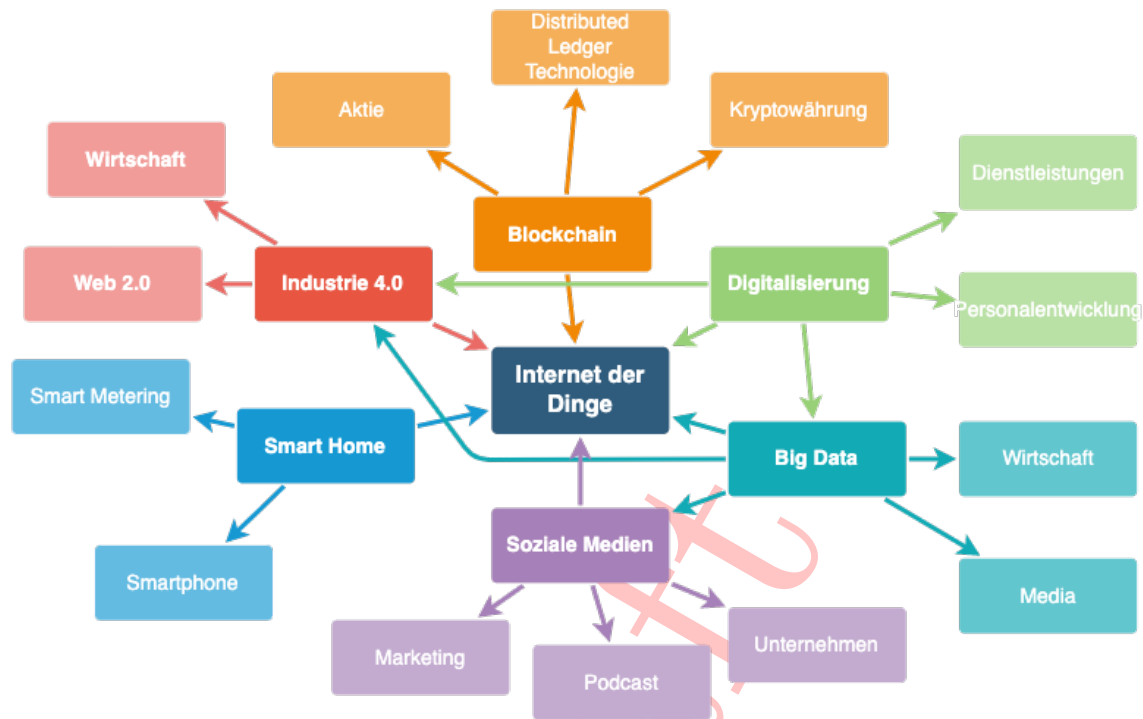 Distributed
Ledger
Technologie
Aktie
Kryptowährung
Wirtschaft
Dienstleistungen
Blockchain
Web 2.0
Industrie 4.0
Digitalisierung
Personalentwicklung
Internet der
Dinge
Smart Metering
Smart Home
Big Data
Wirtschaft
Soziale Medien
Smartphone
Media
Marketing
Podcast
Unternehmen